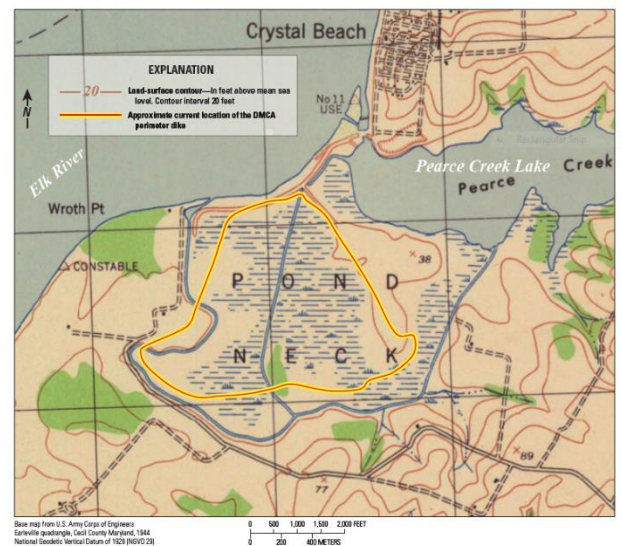 Crystal Beach
EXPLANATION
20
Land-surface contour—In feet above mean sea
level. Contour interval 20 feet
Approximate current location of the DMCA
perimeter dike
N
No 11
USE
Elk River
Pearce Creek Lake
Pearce
Creek
Wroth Pt
CONSTABLE
38
POND
NECK
89
77
Base map from U.S. Army Corps of Engineers
Earleville quadrangle, Cecil County Maryland, 1944
National Geodetic Vertical Datum of 1929 (NGVD 29)
0 500 1,000 1,500 2,000 FEET
0 200 400 METERS